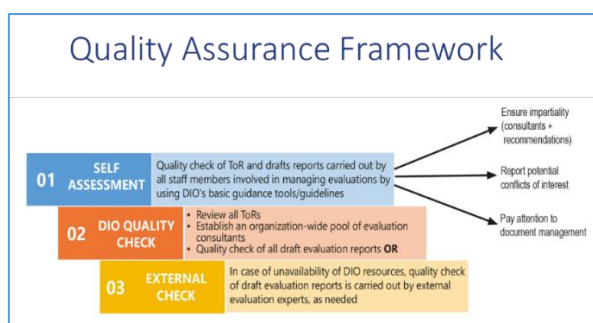 Quality Assurance Framework
01
SELF
ASSESSMENT
Quality check of ToR and drafts reports carried out by
all staff members involved in managing evaluations by
using DIO's basic guidance tools/guidelines
Ensure impartiality
(consultants +
recommendations)
Report potential
conflicts of interest
Pay attention to
document management
02
DIO QUALITY
CHECK
• Review all ToRs
• Establish an organization-wide pool of evaluation
consultants
• Quality check of all draft evaluation reports OR
03
EXTERNAL
CHECK
In case of unavailability of DIO resources, quality check
of draft evaluation reports is carried out by external
evaluation experts, as needed